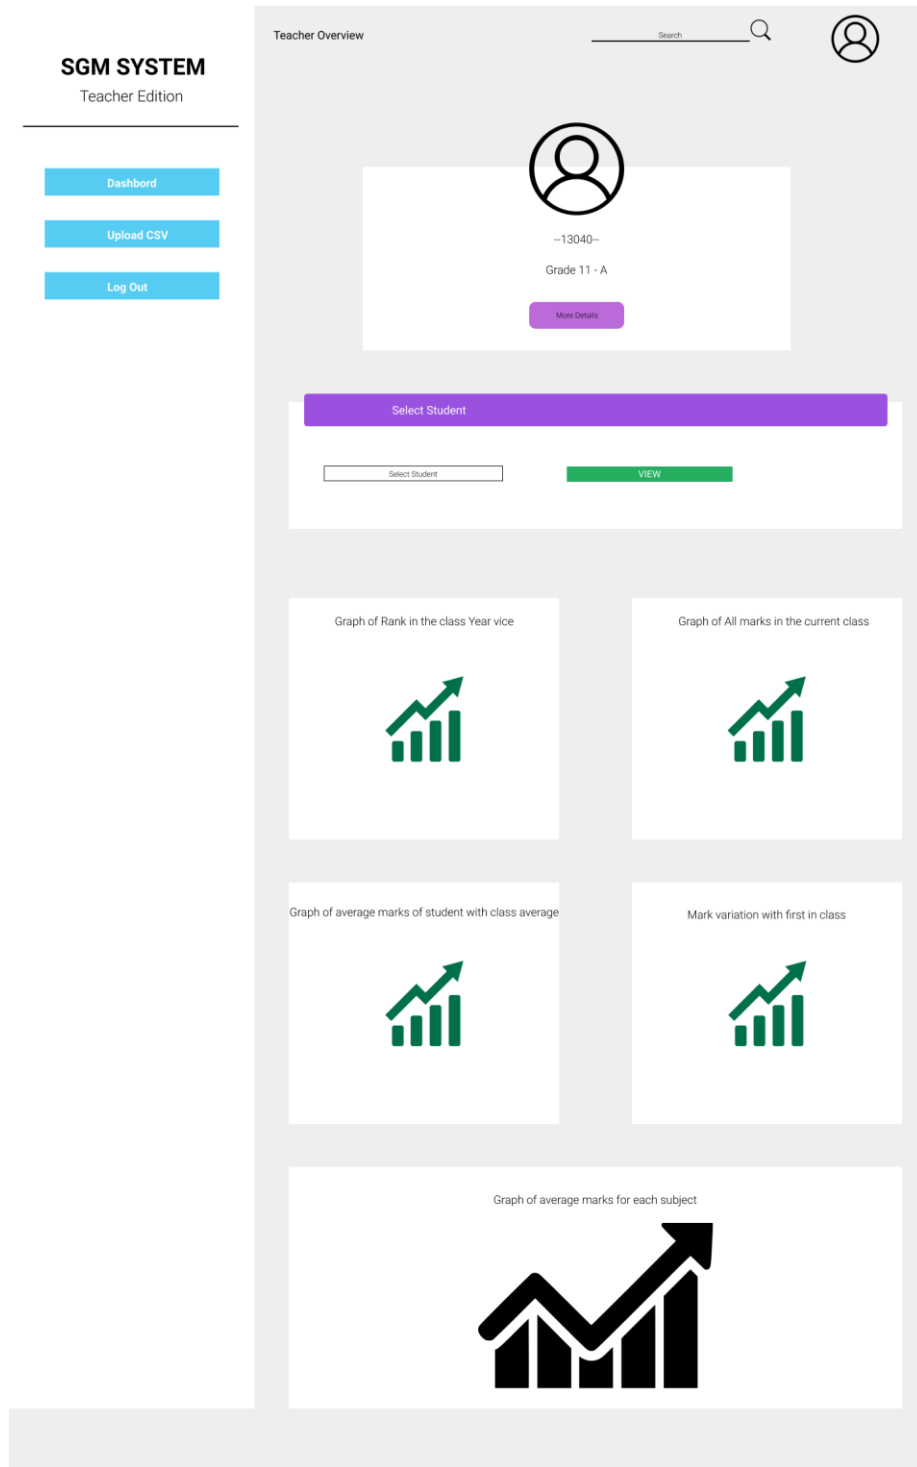 SGM SYSTEM
Teacher Edition
Dashbord
Upload CSV
Log Out
Teacher Overview
Search
--13040--
Grade 11 - A
More Details
Select Student
Select Student
VIEW
Graph of Rank in the class Year vice
Graph of All marks in the current class
Graph of average marks of student with class average
Mark variation with first in class
Graph of average marks for each subject